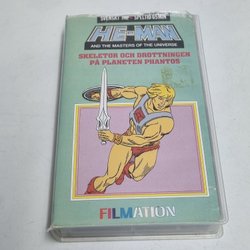 HE-MAN
AND THE MASTERS OF THE UNIVERSE
SKELETOR OCH DROTTNINGEN
PÅ PLANETEN PHANTOS
FILMATION